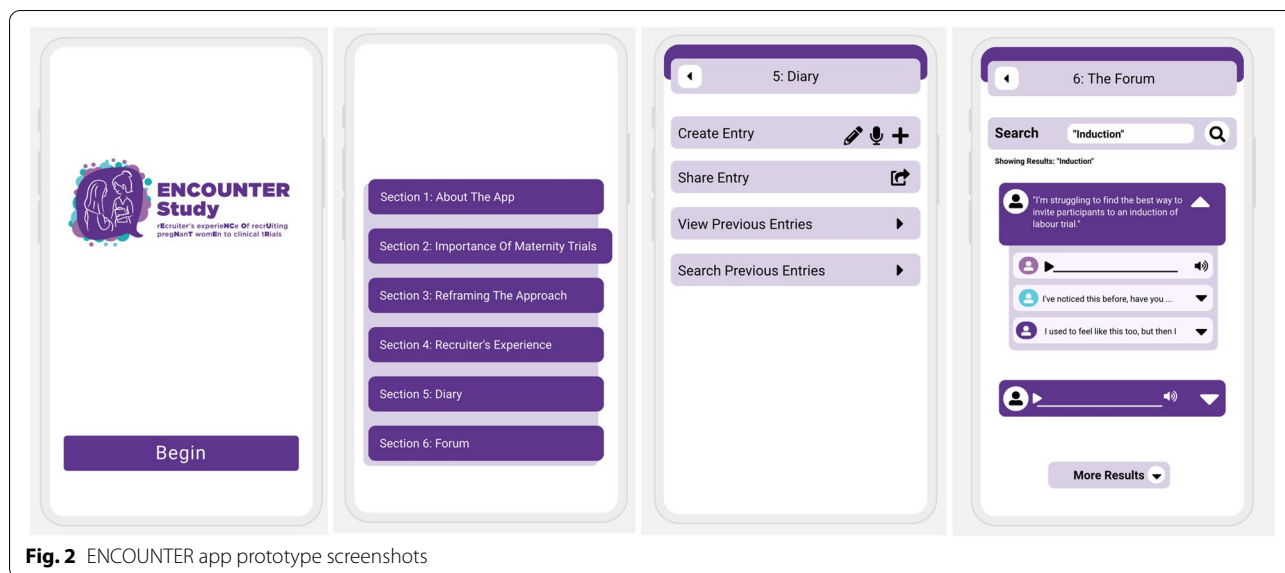 ENCOUNTER
Study
rEcruiter's experieNCe Of recrUiting
pregNanT womEn to clinical tRials
Begin
Section 1: About The App
Section 2: Importance Of Maternity Trials
Section 3: Reframing The Approach
Section 4: Recruiter's Experience
Section 5: Diary
Section 6: Forum
5: Diary
Create Entry
Share Entry
View Previous Entries
Search Previous Entries
6: The Forum
Search "Induction"
Showing Results: "Induction"
"I'm struggling to find the best way to
invite participants to an induction of
labour trial."
I've noticed this before, have you ...
I used to feel like this too, but then I
More Results
Fig. 2 ENCOUNTER app prototype screenshots